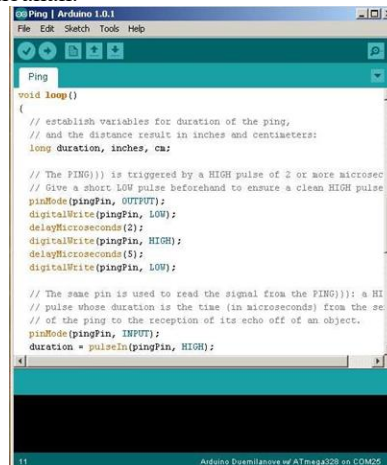 Ping | Arduino 1.0.1
File Edit Sketch Tools Help
Ping
void loop()
{
// establish variables for duration of the ping,
// and the distance result in inches and centimeters:
long duration, inches, cm;
// The PING))) is triggered by a HIGH pulse of 2 or more microsec
// Give a short LOW pulse beforehand to ensure a clean HIGH pulse
pinMode(pingPin, OUTPUT);
digitalWrite(pingPin, LOW);
delayMicroseconds(2);
digitalWrite(pingPin, HIGH);
delayMicroseconds(5);
digitalWrite(pingPin, LOW);
// The same pin is used to read the signal from the PING))): a HI
// pulse whose duration is the time (in microseconds) from the se
// of the ping to the reception of its echo off of an object.
pinMode(pingPin, INPUT);
duration = pulseIn(pingPin, HIGH);
11 Arduino Duemilanove w/ ATmega328 on COM25